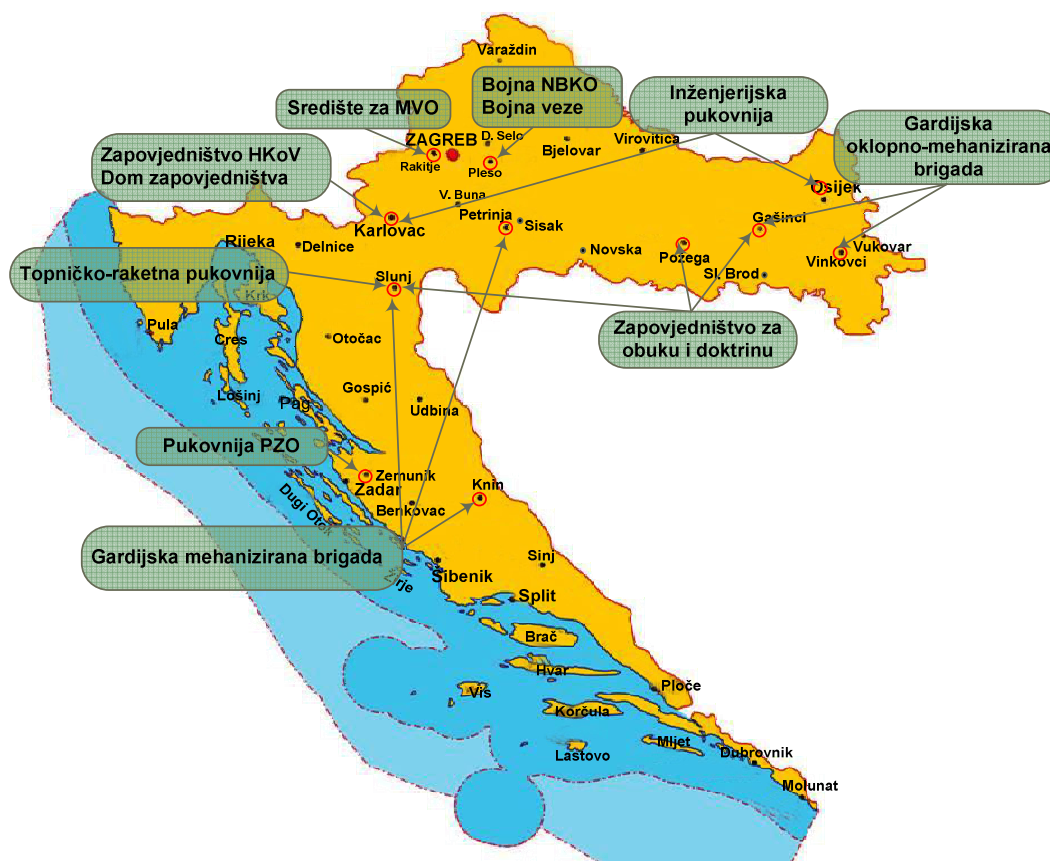 Varaždin
Bojna NBKO
Bojna veze
Središte za MVO
Inženjerijska
pukovnija
Gardijska
oklopno-mehanizirana
brigada
ZAGREB
D. Selo
Bjelovar
Virovitica
Rakitje
Pleso
Zapovjedništvo HKoV
Dom zapovjedništva
V. Buna
Osijek
Petrinja
Sisak
Karlovac
Gašinci
Rijeka
Delnice
Novska
Požega
Vukovar
Vinkovci
Sl. Brod
Topničko-raketna pukovnija
Slunj
Krk
Pula
Cres
Otočac
Zapovjedništvo za
obuku i doktrinu
Lošinj
Gospić
Pag
Udbina
Pukovnija PZO
Zemunik
Zadar
Knin
Dugi Otok
Benkovac
Gardijska mehanizirana brigada
Sinj
Šibenik
Žirje
Split
Brač
Hvar
Vis
Ploče
Korčula
Mljet
Lastovo
Dubrovnik
Molunat